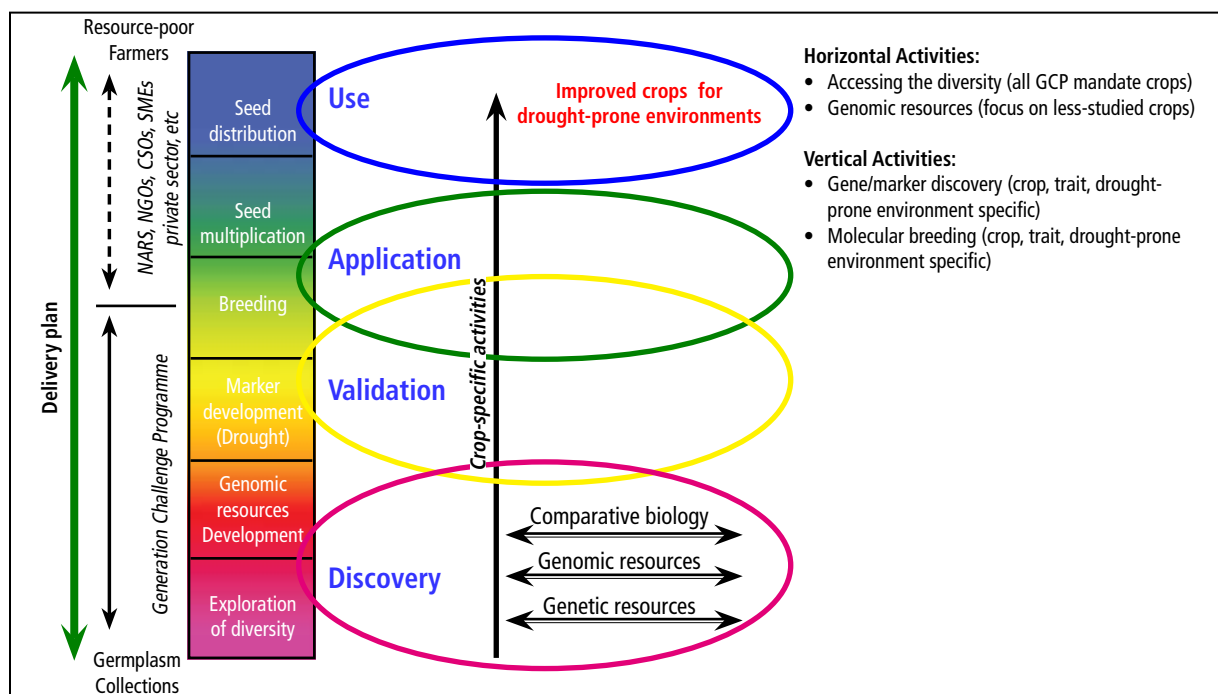 Resource-poor
Farmers
Delivery plan
NARS, NGOs, CSOs, SMEs
private sector, etc
Generation Challenge Programme
Germplasm
Collections
Seed
distribution
Seed
multiplication
Breeding
Marker
development
(Drought)
Genomic
resources
Development
Exploration
of diversity
Use
Application
Validation
Discovery
Crop-specific activities
Improved crops for
drought-prone environments
Comparative biology
Genomic resources
Genetic resources
Horizontal Activities:
• Accessing the diversity (all GCP mandate crops)
• Genomic resources (focus on less-studied crops)
Vertical Activities:
• Gene/marker discovery (crop, trait, drought-
prone environment specific)
• Molecular breeding (crop, trait, drought-prone
environment specific)